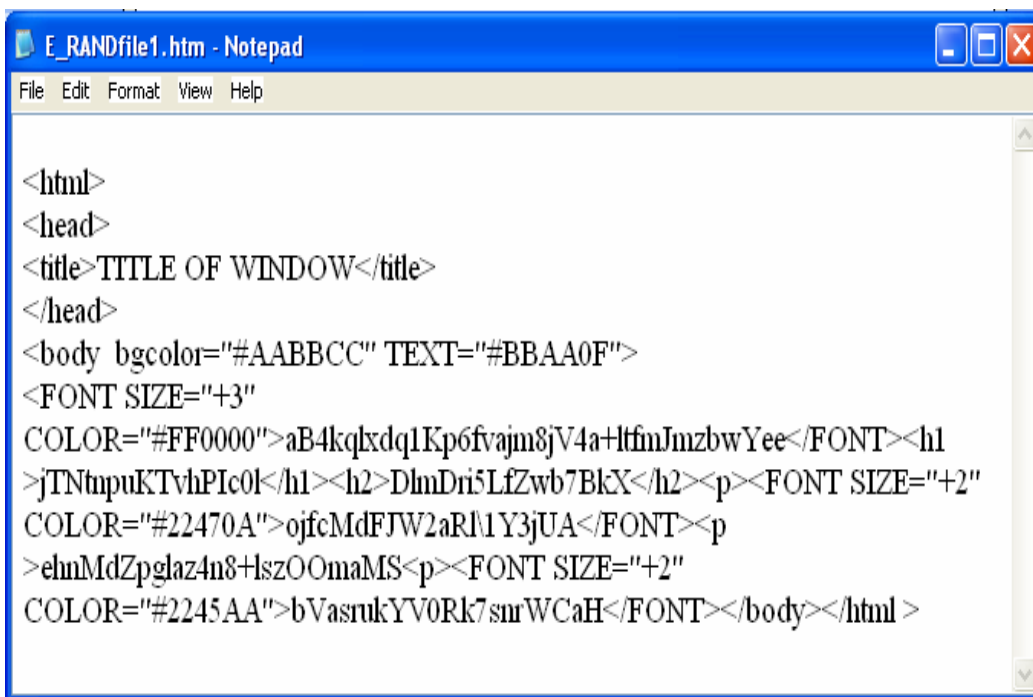 E_RANDfile1.htm - Notepad
File Edit Format View Help
<html>
<head>
<title>TITLE OF WINDOW</title>
</head>
<body  bgcolor="#AABBCC" TEXT="#BBAA0F">
<FONT SIZE="+3"
COLOR="#FF0000">aB4kqlxdq1Kp6fvajm8jV4a+ltfmJmzbwYee</FONT><h1
>jTNtnpuKTvhPIc0l</h1><h2>DlmDri5LfZwb7BkX</h2><p><FONT SIZE="+2"
COLOR="#22470A">ojfcMdFJW2aRl\1Y3jUA</FONT><p
>ehnMdZpglaz4n8+lszOOmaMS<p><FONT SIZE="+2"
COLOR="#2245AA">bVasrukYV0Rk7snrWCaH</FONT></body></html >